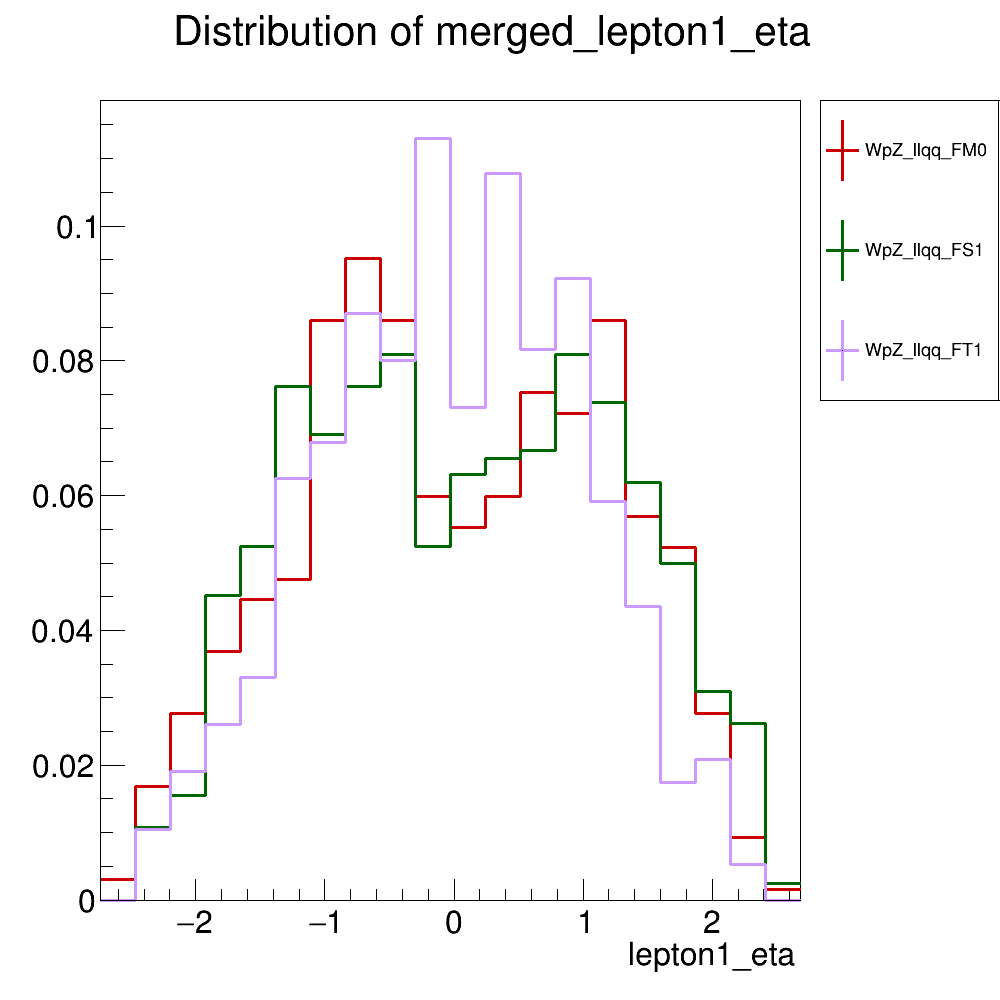 Distribution of merged_lepton1_eta
WpZ_llqq_FM0
WpZ_llqq_FS1
WpZ_llqq_FT1
0.1
0.08
0.06
0.04
0.02
0
−2 −1 0 1 2
lepton1_eta